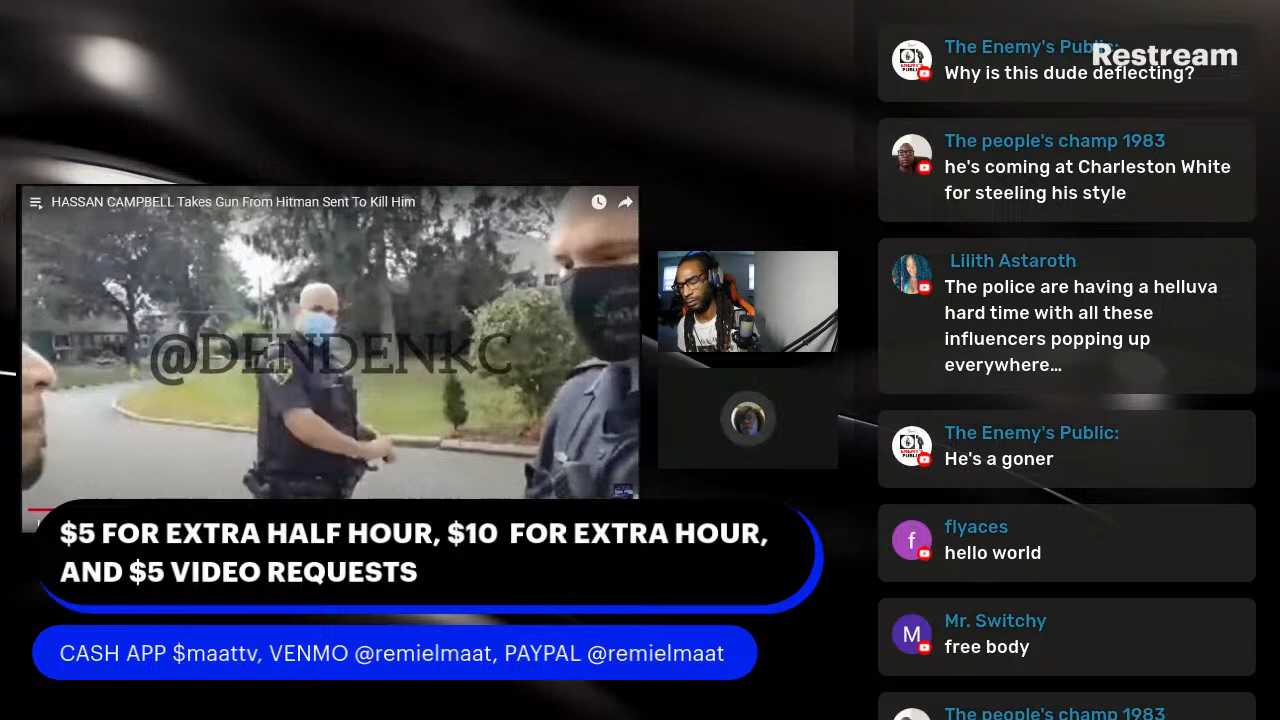 HASSAN CAMPBELL Takes Gun From Hitman Sent To Kill Him
@DENDENKC
$5 FOR EXTRA HALF HOUR, $10 FOR EXTRA HOUR,
AND $5 VIDEO REQUESTS
CASH APP $maattv, VENMO @remielmaat, PAYPAL @remielmaat
Restream
The Enemy's Public:
Why is this dude deflecting?
The people's champ 1983
he's coming at Charleston White
for steeling his style
Lilith Astaroth
The police are having a helluva
hard time with all these
influencers popping up
everywhere...
The Enemy's Public:
He's a goner
f
flyaces
hello world
M
Mr. Switchy
free body
The people's champ 1983